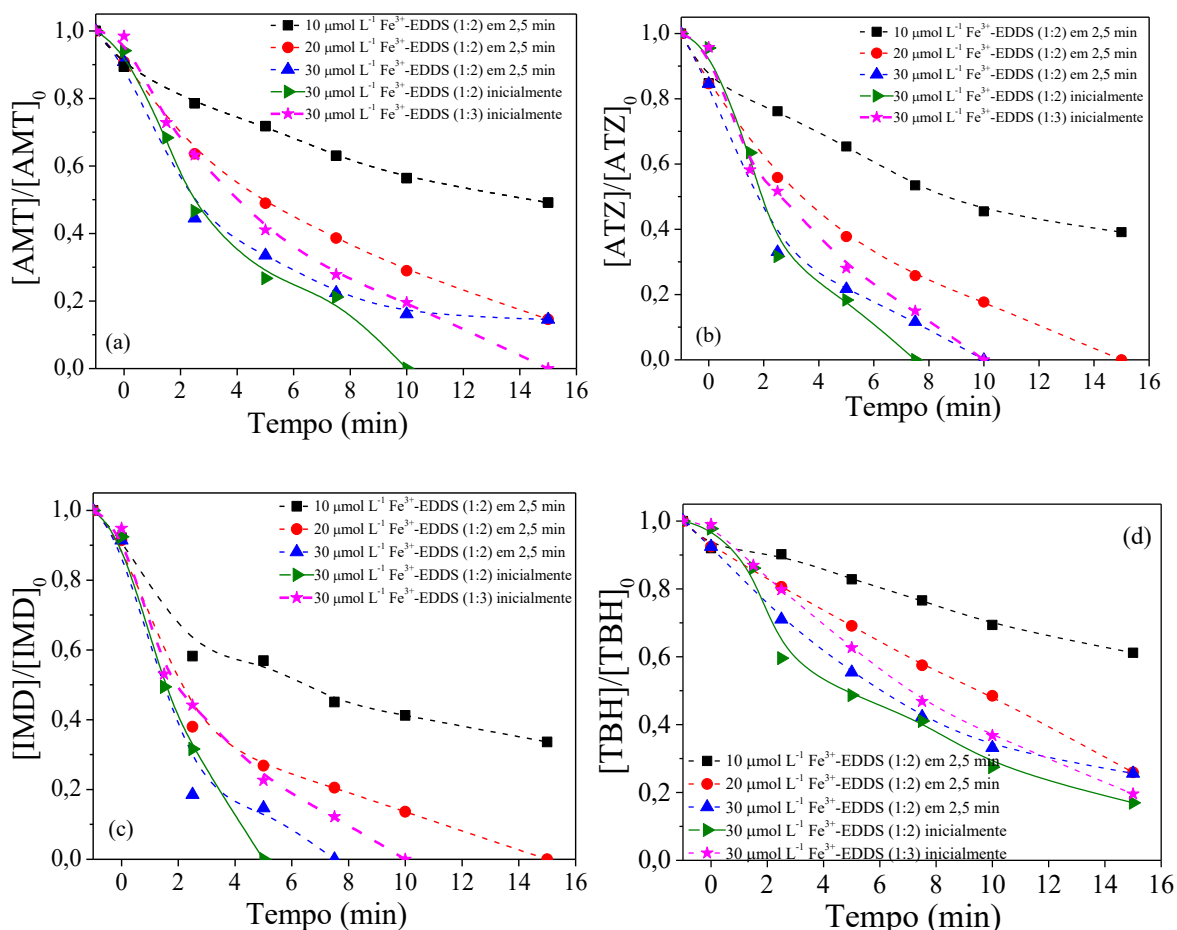 10 μmol L⁻¹ Fe³⁺-EDDS (1:2) em 2,5 min
20 μmol L⁻¹ Fe³⁺-EDDS (1:2) em 2,5 min
30 μmol L⁻¹ Fe³⁺-EDDS (1:2) em 2,5 min
30 μmol L⁻¹ Fe³⁺-EDDS (1:2) inicialmente
30 μmol L⁻¹ Fe³⁺-EDDS (1:3) inicialmente
[AMT]/[AMT]₀
1,0
0,8
0,6
0,4
0,2
0,0
(a)
0 2 4 6 8 10 12 14 16
Tempo (min)
10 μmol L⁻¹ Fe³⁺-EDDS (1:2) em 2,5 min
20 μmol L⁻¹ Fe³⁺-EDDS (1:2) em 2,5 min
30 μmol L⁻¹ Fe³⁺-EDDS (1:2) em 2,5 min
30 μmol L⁻¹ Fe³⁺-EDDS (1:2) inicialmente
30 μmol L⁻¹ Fe³⁺-EDDS (1:3) inicialmente
[ATZ]/[ATZ]₀
1,0
0,8
0,6
0,4
0,2
0,0
(b)
0 2 4 6 8 10 12 14 16
Tempo (min)
10 μmol L⁻¹ Fe³⁺-EDDS (1:2) em 2,5 min
20 μmol L⁻¹ Fe³⁺-EDDS (1:2) em 2,5 min
30 μmol L⁻¹ Fe³⁺-EDDS (1:2) em 2,5 min
30 μmol L⁻¹ Fe³⁺-EDDS (1:2) inicialmente
30 μmol L⁻¹ Fe³⁺-EDDS (1:3) inicialmente
[IMD]/[IMD]₀
1,0
0,8
0,6
0,4
0,2
0,0
(c)
0 2 4 6 8 10 12 14 16
Tempo (min)
(d)
[TBH]/[TBH]₀
1,0
0,8
0,6
0,4
0,2
0,0
10 μmol L⁻¹ Fe³⁺-EDDS (1:2) em 2,5 min
20 μmol L⁻¹ Fe³⁺-EDDS (1:2) em 2,5 min
30 μmol L⁻¹ Fe³⁺-EDDS (1:2) em 2,5 min
30 μmol L⁻¹ Fe³⁺-EDDS (1:2) inicialmente
30 μmol L⁻¹ Fe³⁺-EDDS (1:3) inicialmente
0 2 4 6 8 10 12 14 16
Tempo (min)